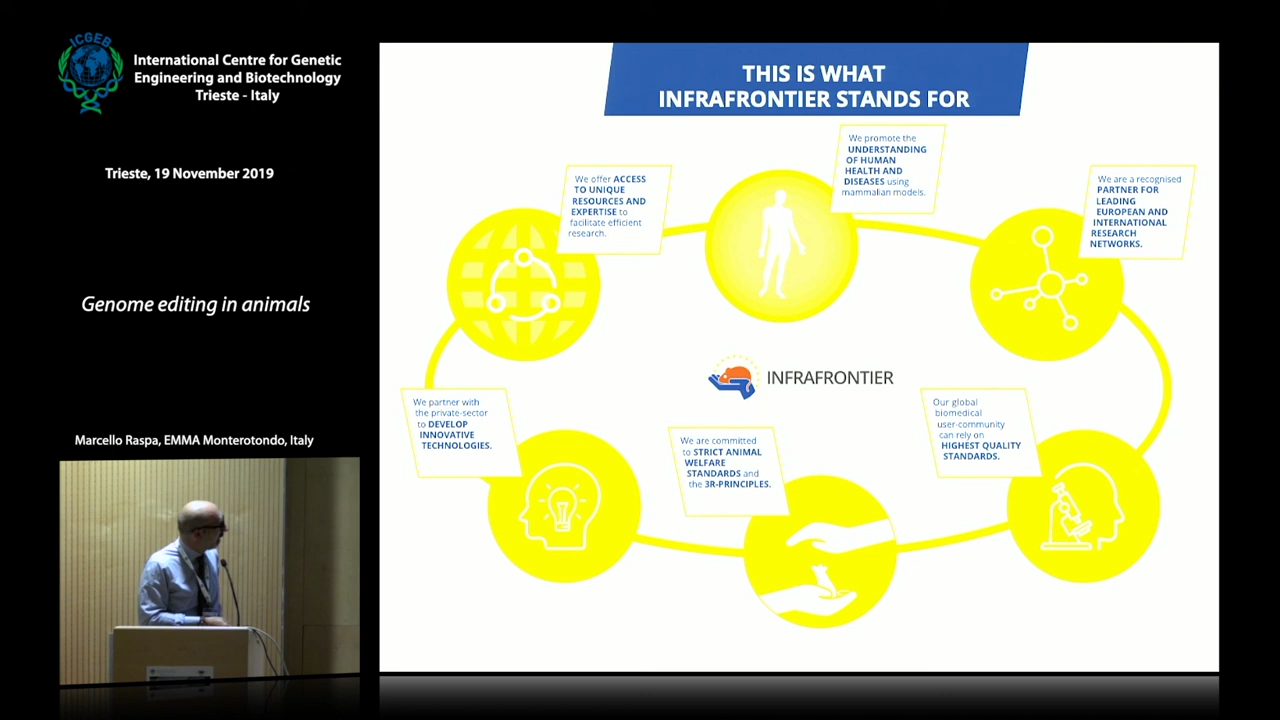 ICGEB
International Centre for Genetic
Engineering and Biotechnology
Trieste - Italy
Trieste, 19 November 2019
Genome editing in animals
Marcello Raspa, EMMA Monterotondo, Italy
THIS IS WHAT
INFRAFRONTIER STANDS FOR
We offer ACCESS
TO UNIQUE
RESOURCES AND
EXPERTISE to
facilitate efficient
research.
We promote the
UNDERSTANDING
OF HUMAN
HEALTH AND
DISEASES using
mammalian models.
We are a recognised
PARTNER FOR
LEADING
EUROPEAN AND
INTERNATIONAL
RESEARCH
NETWORKS.
INFRAFRONTIER
We partner with
the private-sector
to DEVELOP
INNOVATIVE
TECHNOLOGIES.
We are committed
to STRICT ANIMAL
WELFARE
STANDARDS and
the 3R-PRINCIPLES.
Our global
biomedical
user-community
can rely on
HIGHEST QUALITY
STANDARDS.